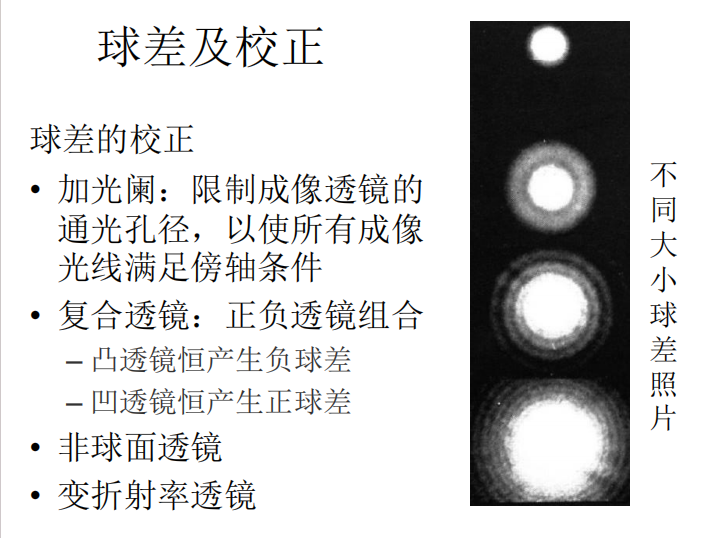 球差及校正
球差的校正
• 加光阑：限制成像透镜的
通光孔径，以使所有成像
光线满足傍轴条件
• 复合透镜：正负透镜组合
– 凸透镜恒产生负球差
– 凹透镜恒产生正球差
• 非球面透镜
• 变折射率透镜
不同大小球差照片